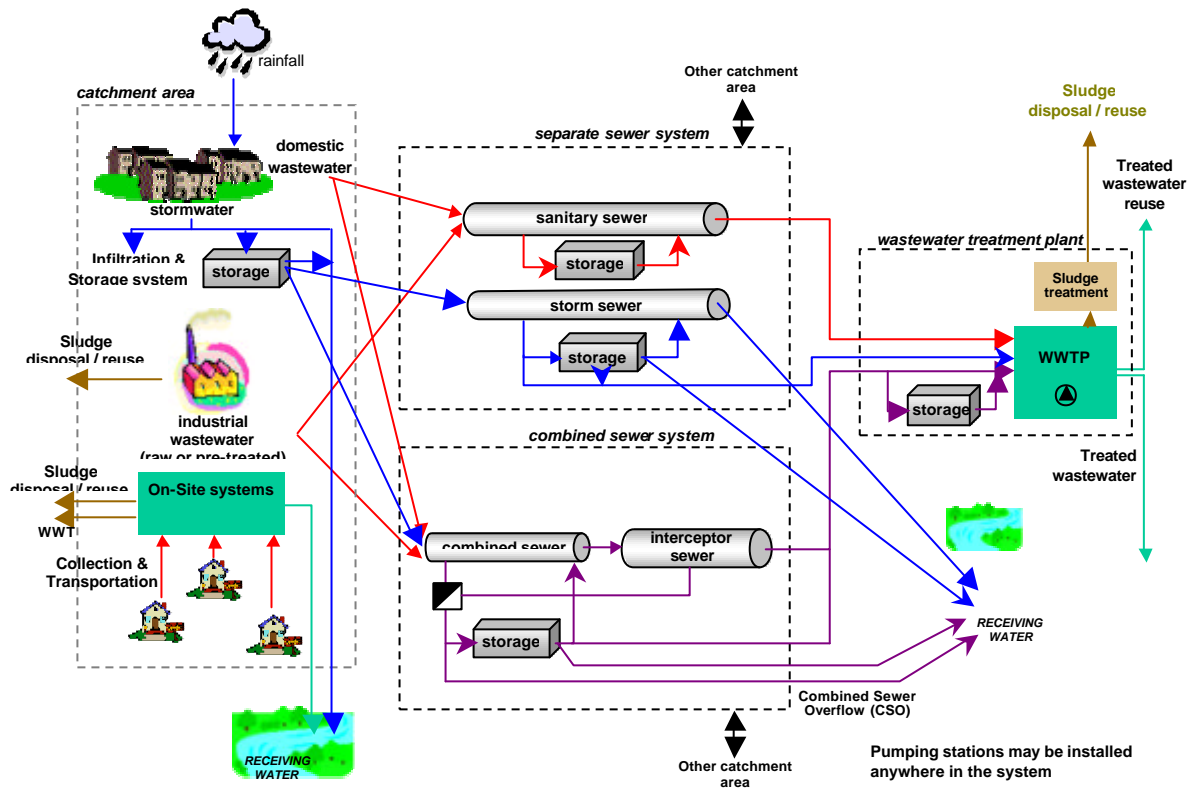 rainfall
catchment area
domestic
wastewater
stormwater
Infiltration &
Storage system
storage
Sludge
disposal / reuse
industrial
wastewater
(raw or pre-treated)
Sludge
disposal / reuse
WWT
On-Site systems
Collection &
Transportation
RECEIVING
WATER
Other catchment
area
separate sewer system
sanitary sewer
storage
storm sewer
storage
combined sewer system
combined sewer
interceptor
sewer
storage
Combined Sewer
Overflow (CSO)
Other catchment
area
Sludge
disposal / reuse
Treated
wastewater
reuse
wastewater treatment plant
Sludge
treatment
WWTP
storage
Treated
wastewater
RECEIVING
WATER
Pumping stations may be installed
anywhere in the system